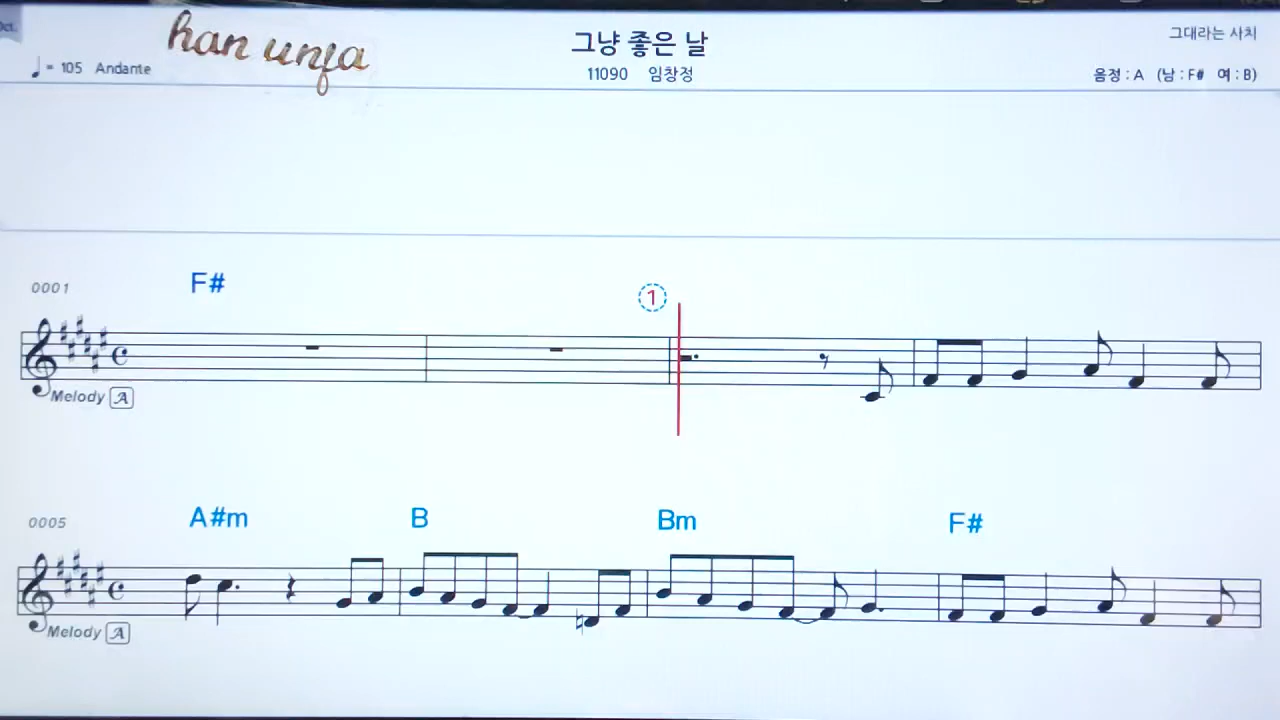 Oct.
han unja
그냥 좋은 날
그대라는 사치
♩= 105 Andante
11090 임창정
음정 : A (남 : F# 여 : B)
0001 F# 1
Melody A
0005 A#m B Bm F#
Melody A